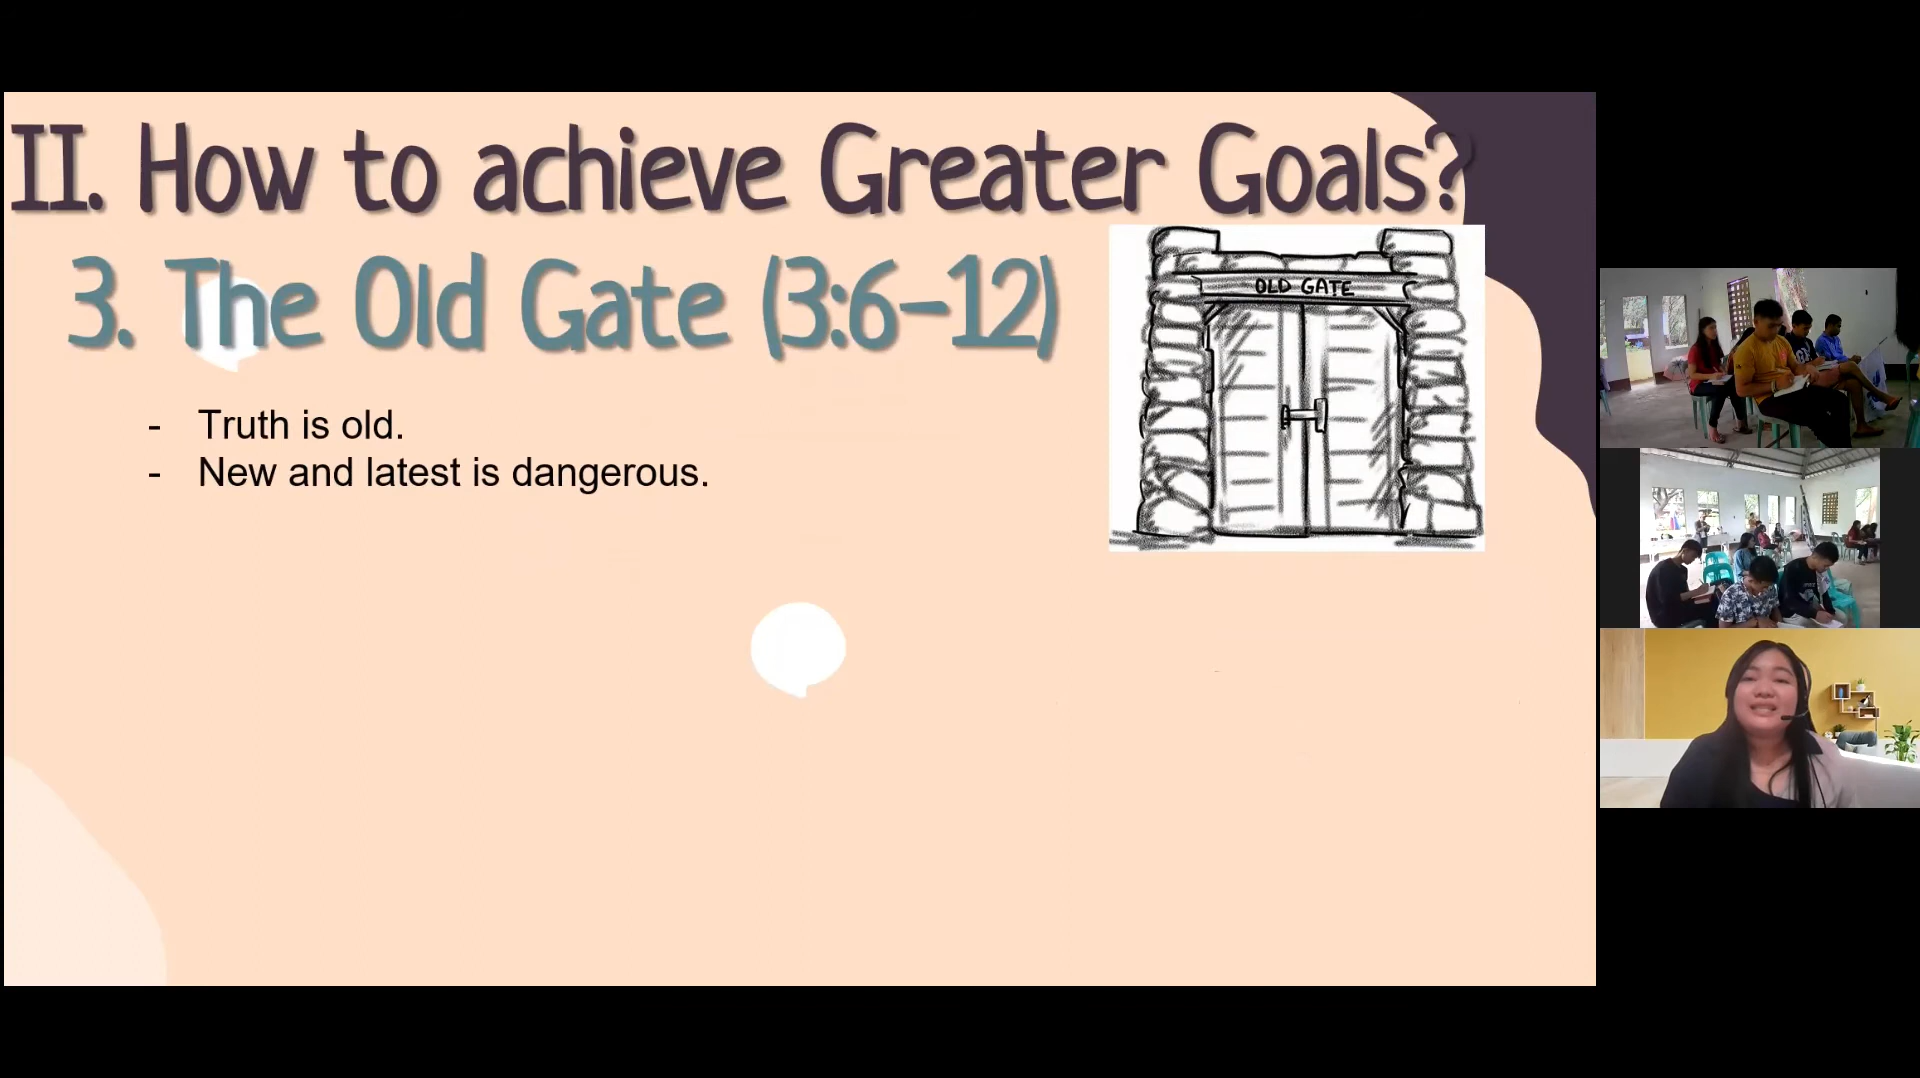 II. How to achieve Greater Goals?
3. The Old Gate (3:6-12)
OLD GATE
- Truth is old.
- New and latest is dangerous.